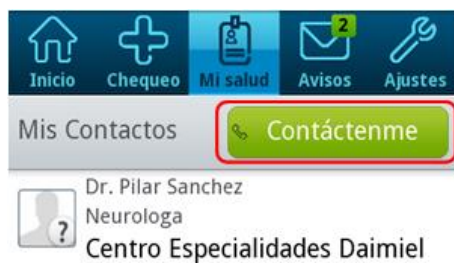 2
Inicio Chequeo Mi salud Avisos Ajustes
Mis Contactos Contáctenme
?
Dr. Pilar Sanchez
Neurologa
Centro Especialidades Daimiel